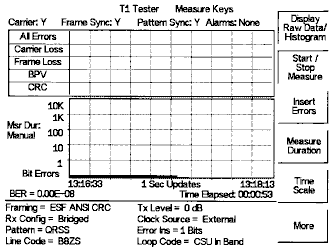 T1 Tester Measure Keys
Carrier: Y Frame Sync: Y Pattern Sync: Y Alarms: None
Display Raw Data/ Histogram
All Errors
Carrier Loss
Frame Loss
BPV
CRC
Start / Stop Measure
Msr Dur: Manual
10K
1K
100
10
1
Bit Errors
Insert Errors
Measure Duration
13:16:33 1 Sec Updates 13:18:13
BER = 0.00E-08 Time Elapsed: 00:00:53
Time Scale
Framing = ESF ANSI CRC Tx Level = 0 dB
Rx Config = Bridged Clock Source = External
Pattern = QRSS Error Ins = 1 Bits
Line Code = B8ZS Loop Code = CSU In Band
More